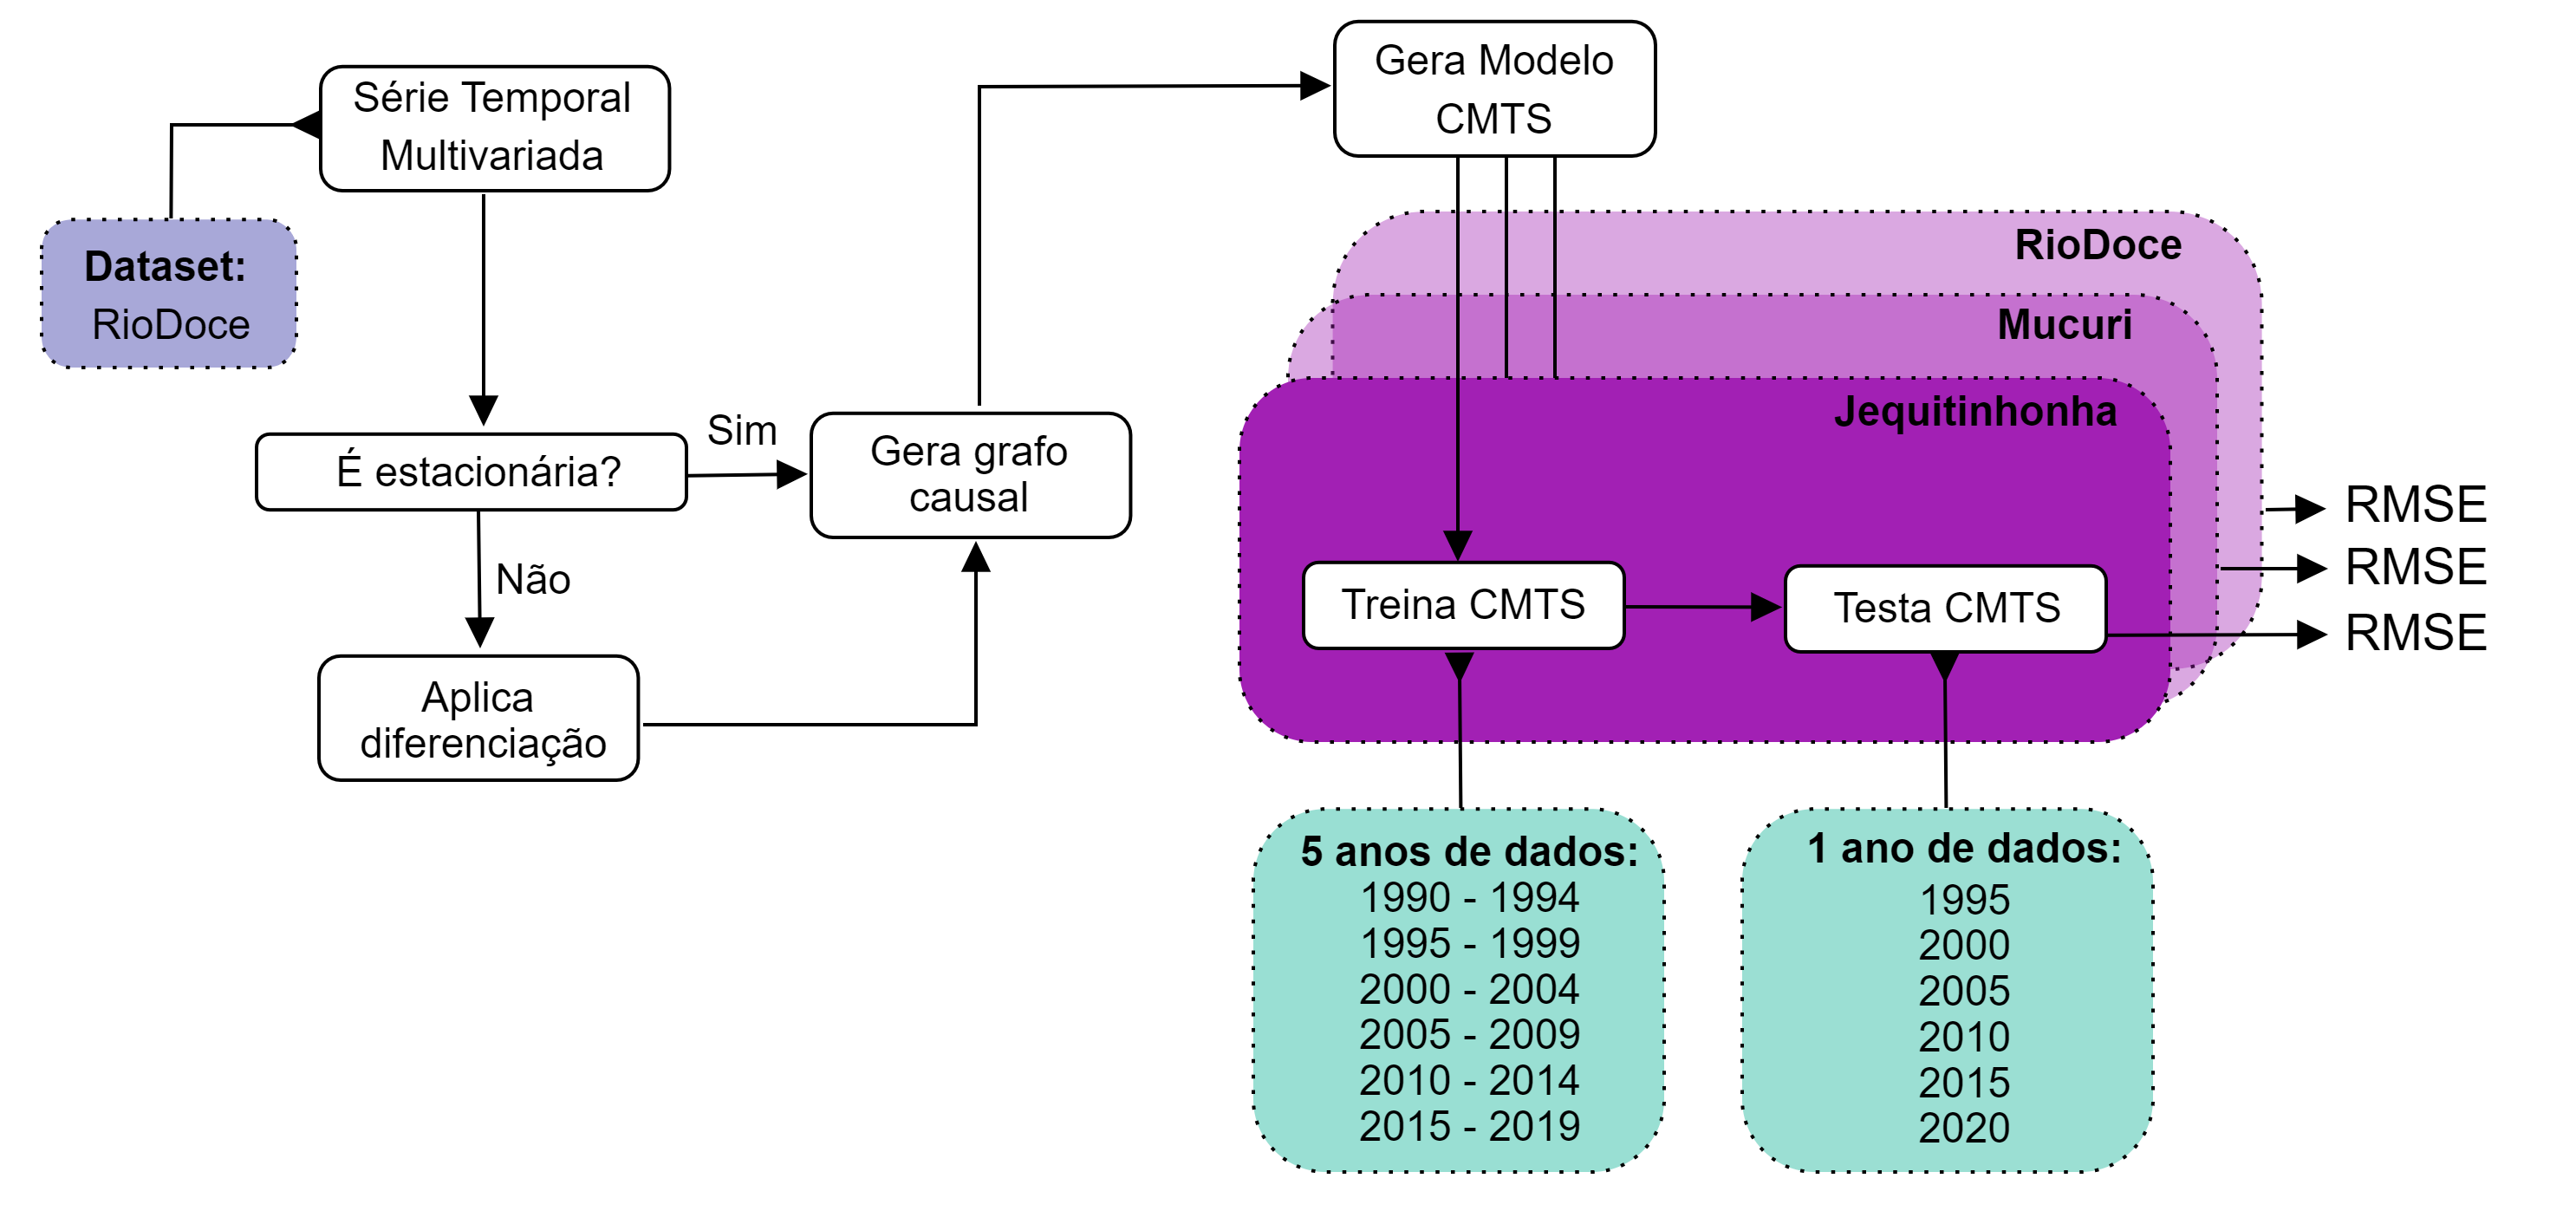 Série Temporal
Multivariada
Dataset:
RioDoce
É estacionária?
Sim
Não
Aplica
diferenciação
Gera grafo
causal
Gera Modelo
CMTS
RioDoce
Mucuri
Jequitinhonha
Treina CMTS
Testa CMTS
RMSE
RMSE
RMSE
5 anos de dados:
1990 - 1994
1995 - 1999
2000 - 2004
2005 - 2009
2010 - 2014
2015 - 2019
1 ano de dados:
1995
2000
2005
2010
2015
2020